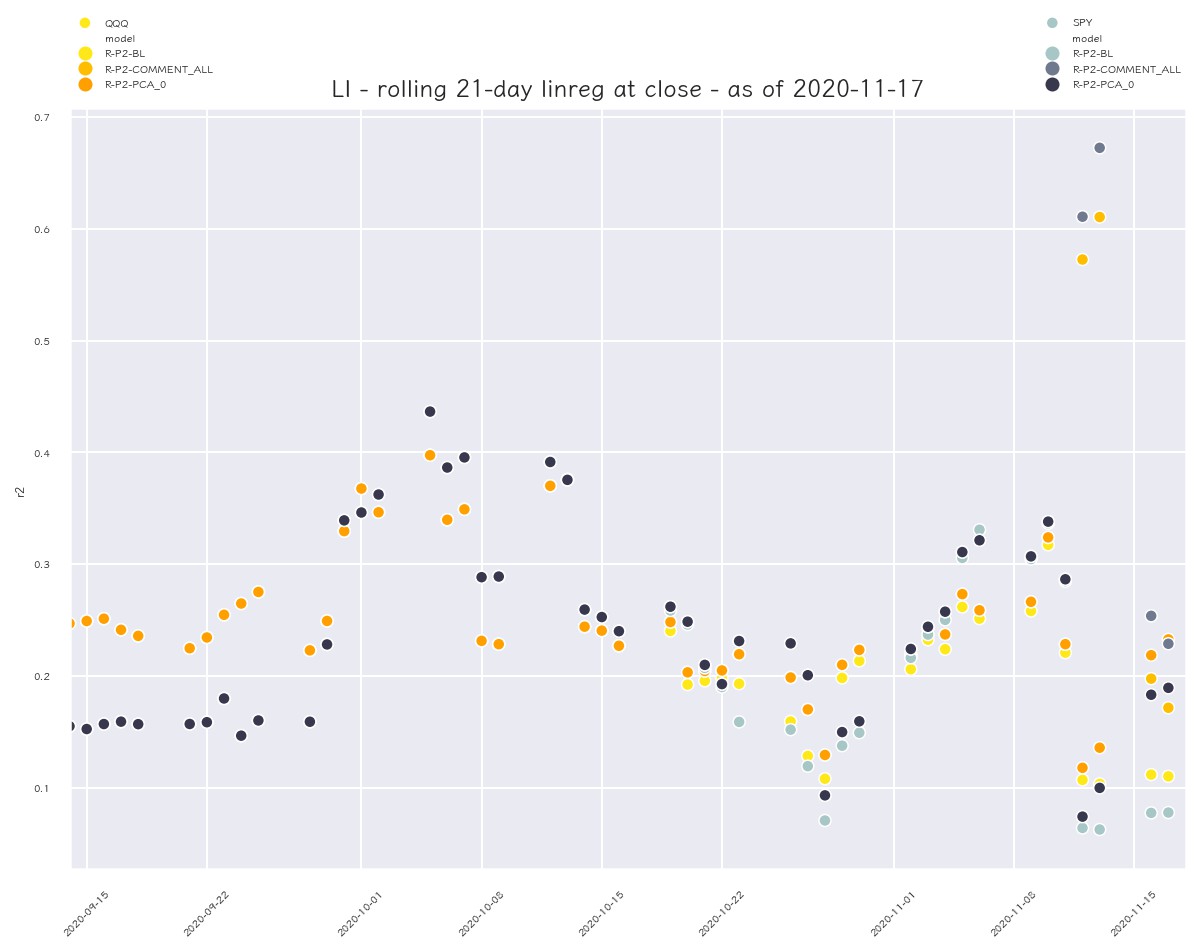 QQQ
model
R-P2-BL
R-P2-COMMENT_ALL
R-P2-PCA_0
SPY
model
R-P2-BL
R-P2-COMMENT_ALL
R-P2-PCA_0
LI - rolling 21-day linreg at close - as of 2020-11-17
0.7
0.6
0.5
0.4
0.3
0.2
0.1
r2
2020-09-15
2020-09-22
2020-10-01
2020-10-08
2020-10-15
2020-10-22
2020-11-01
2020-11-08
2020-11-15